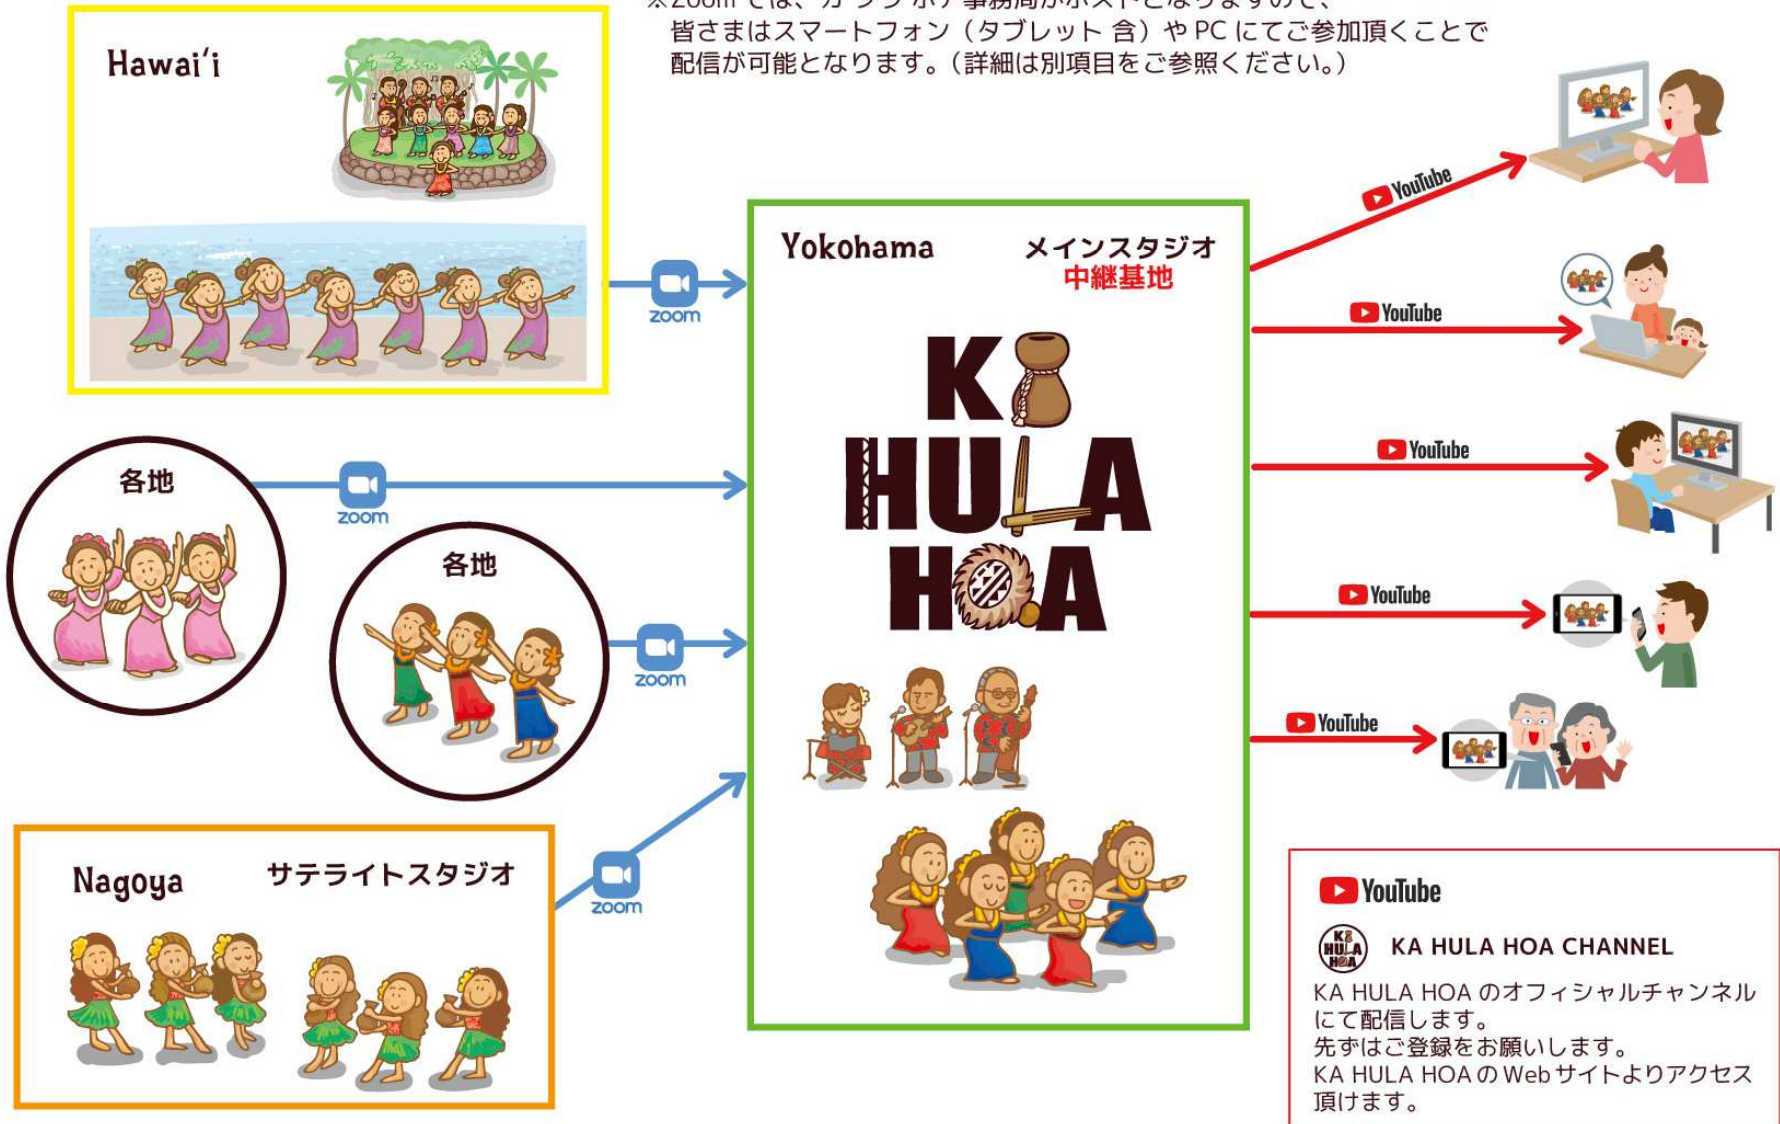 皆さまはスマートフォン（タブレット 含）や PC にてご参加頂くことで
配信が可能となります。（詳細は別項目をご参照ください。）
Hawai‘i
zoom
各地
zoom
各地
zoom
Nagoya サテライトスタジオ
zoom
Yokohama メインスタジオ
中継基地
KA
HULA
HOA
YouTube
YouTube
YouTube
YouTube
YouTube
YouTube
KA HULA HOA
KA HULA HOA CHANNEL
KA HULA HOA のオフィシャルチャンネル
にて配信します。
先ずはご登録をお願いします。
KA HULA HOA の Web サイトよりアクセス
頂けます。